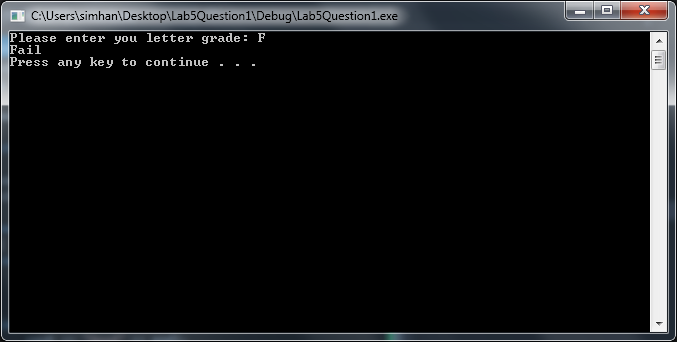 C:\Users\simhan\Desktop\Lab5Question1\Debug\Lab5Question1.exe
Please enter you letter grade: F
Fail
Press any key to continue . . .